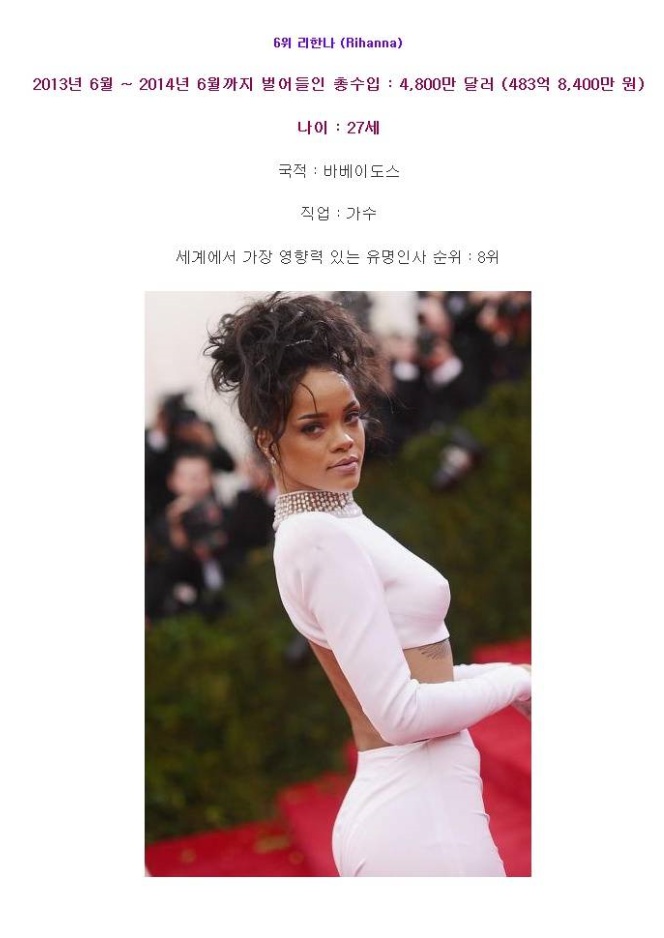 6위 리한나 (Rihanna)
2013년 6월 ~ 2014년 6월까지 벌어들인 총수입 : 4,800만 달러 (483억 8,400만 원)
나이 : 27세
국적 : 바베이도스
직업 : 가수
세계에서 가장 영향력 있는 유명인사 순위 : 8위